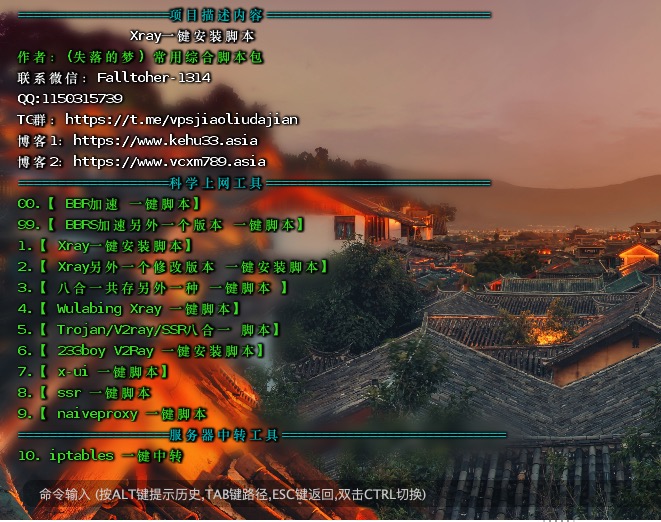 ══════════════════项目描述内容══════════════════════════
Xray一键安装脚本
作者：(失落的梦) 常用综合脚本包
联系微信：Falltoher-1314
QQ:1150315739
TG群：https://t.me/vpsjiaoliudajian
博客1：https://www.kehu33.asia
博客2：https://www.vcxm789.asia
══════════════════科学上网工具══════════════════════════
00.【 BBR加速 一键脚本】
99.【 BBRS加速另外一个版本 一键脚本】
1.【 Xray一键安装脚本】
2.【 Xray另外一个修改版本 一键安装脚本】
3.【 八合一共存另外一种 一键脚本 】
4.【 Wulabing Xray 一键脚本】
5.【 Trojan/V2ray/SSR八合一 脚本】
6.【 233boy V2Ray 一键安装脚本】
7.【 x-ui 一键脚本】
8.【 ssr 一键脚本
9.【 naiveproxy 一键脚本
══════════════════服务器中转工具══════════════════════════
10. iptables 一键中转
命令输入 (按ALT键提示历史,TAB键路径,ESC键返回,双击CTRL切换)